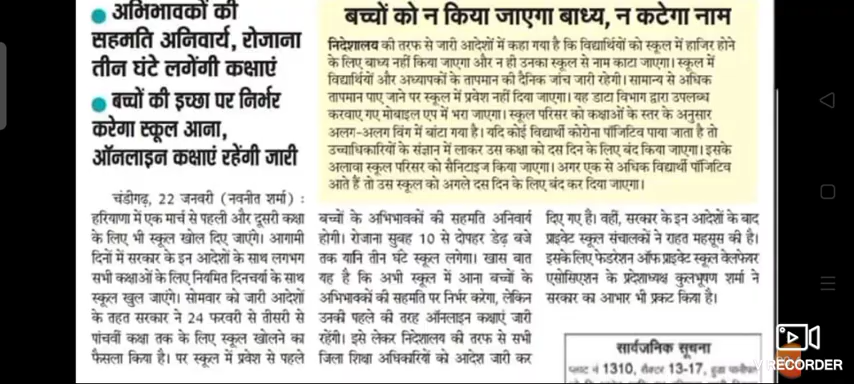 अभिभावकों की
सहमति अनिवार्य, रोजाना
तीन घंटे लगेंगी कक्षाएं
बच्चों की इच्छा पर निर्भर
करेगा स्कूल आना,
ऑनलाइन कक्षाएं रहेंगी जारी
बच्चों को न किया जाएगा बाध्य, न कटेगा नाम
निदेशालय की तरफ से जारी आदेशों में कहा गया है कि विद्यार्थियों को स्कूल में हाजिर होने
के लिए बाध्य नहीं किया जाएगा और न ही उनका स्कूल से नाम काटा जाएगा। स्कूल में
विद्यार्थियों और अध्यापकों के तापमान की दैनिक जांच जारी रहेगी। सामान्य से अधिक
तापमान पाए जाने पर स्कूल में प्रवेश नहीं दिया जाएगा। यह डाटा विभाग द्वारा उपलब्ध
करवाए गए मोबाइल एप में भरा जाएगा। स्कूल परिसर को कक्षाओं के स्तर के अनुसार
अलग-अलग विंग में बांटा गया है। यदि कोई विद्यार्थी कोरोना पॉजिटिव पाया जाता है तो
उच्चाधिकारियों के संज्ञान में लाकर उस कक्षा को दस दिन के लिए बंद किया जाएगा। इसके
अलावा स्कूल परिसर को सैनिटाइज किया जाएगा। अगर एक से अधिक विद्यार्थी पॉजिटिव
आते हैं तो उस स्कूल को अगले दस दिन के लिए बंद कर दिया जाएगा।
चंडीगढ़, 22 जनवरी (नवनीत शर्मा) :
हरियाणा में एक मार्च से पहली और दूसरी कक्षा
के लिए भी स्कूल खोल दिए जाएंगे। आगामी
दिनों में सरकार के इन आदेशों के साथ लगभग
सभी कक्षाओं के लिए नियमित दिनचर्या के साथ
स्कूल खुल जाएंगे। सोमवार को जारी आदेशों
के तहत सरकार ने 24 फरवरी से तीसरी से
पांचवीं कक्षा तक के लिए स्कूल खोलने का
फैसला किया है। पर स्कूल में प्रवेश से पहले
बच्चों के अभिभावकों की सहमति अनिवार्य
होगी। रोजाना सुबह 10 से दोपहर डेढ़ बजे
तक यानि तीन घंटे स्कूल लगेगा। खास बात
यह है कि अभी स्कूल में आना बच्चों के
अभिभावकों की सहमति पर निर्भर करेगा, लेकिन
उनकी पहले की तरह ऑनलाइन कक्षाएं जारी
रहेंगी। इसे लेकर निदेशालय की तरफ से सभी
जिला शिक्षा अधिकारियों को आदेश जारी कर
दिए गए है। वहीं, सरकार के इन आदेशों के बाद
प्राइवेट स्कूल संचालकों ने राहत महसूस की है।
इसके लिए फेडरेशन ऑफ प्राइवेट स्कूल वेलफेयर
एसोसिएशन के प्रदेशाध्यक्ष कुलभूषण शर्मा ने
सरकार का आभार भी प्रकट किया है।
सार्वजनिक सूचना
प्लाट नं 1310, सैक्टर 13-17, हुडा पानीपत
V RECORDER